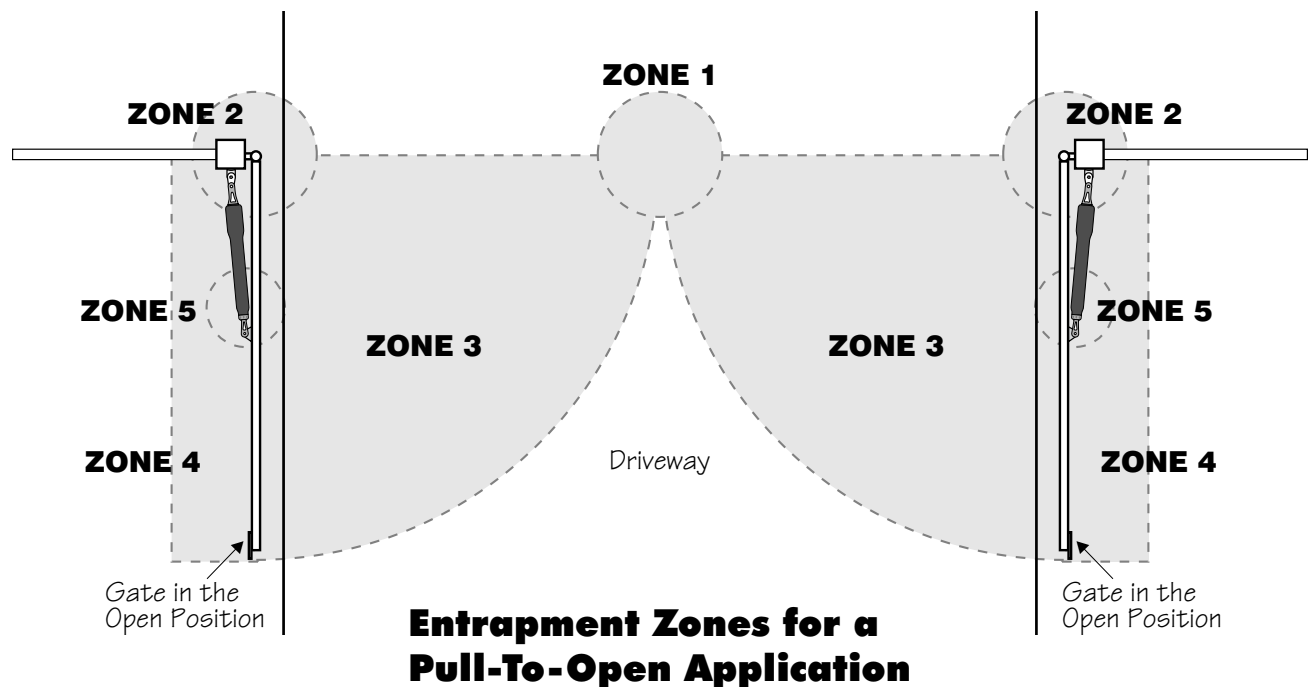 ZONE 1
ZONE 2
ZONE 2
ZONE 5
ZONE 5
ZONE 3
ZONE 3
ZONE 4
Driveway
ZONE 4
Gate in the
Open Position
Gate in the
Open Position
Entrapment Zones for a
Pull-To-Open Application